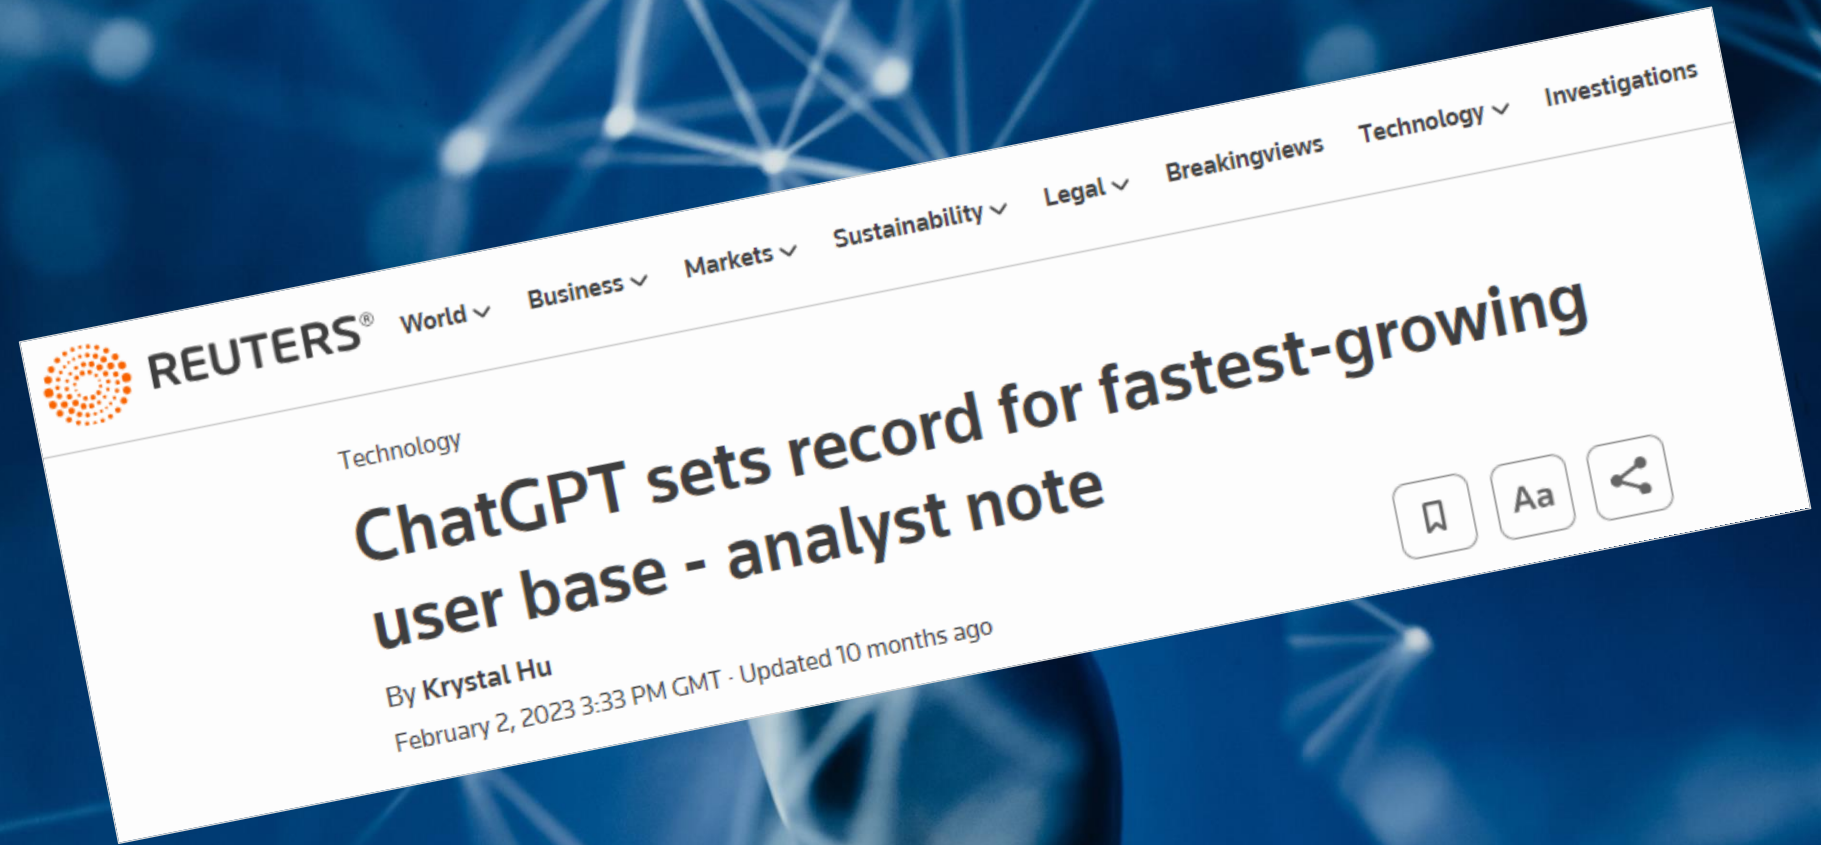 REUTERS® World Business Markets Sustainability Legal Breakingviews Technology Investigations
Technology
ChatGPT sets record for fastest-growing
user base - analyst note
Aa
By Krystal Hu
February 2, 2023 3:33 PM GMT · Updated 10 months ago